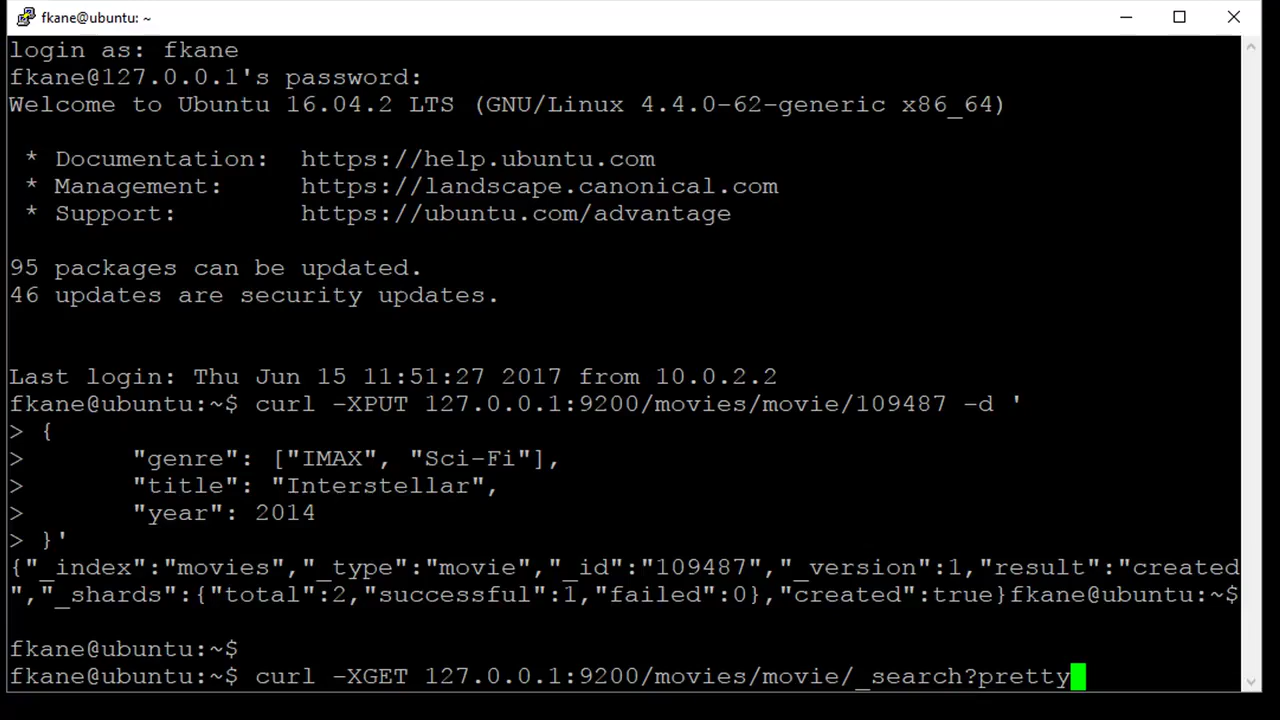 fkane@ubuntu: ~
login as: fkane
fkane@127.0.0.1's password:
Welcome to Ubuntu 16.04.2 LTS (GNU/Linux 4.4.0-62-generic x86_64)
* Documentation:  https://help.ubuntu.com
* Management:     https://landscape.canonical.com
* Support:        https://ubuntu.com/advantage
95 packages can be updated.
46 updates are security updates.
Last login: Thu Jun 15 11:51:27 2017 from 10.0.2.2
fkane@ubuntu:~$ curl -XPUT 127.0.0.1:9200/movies/movie/109487 -d '
> {
>       "genre": ["IMAX", "Sci-Fi"],
>       "title": "Interstellar",
>       "year": 2014
> }'
{"_index":"movies","_type":"movie","_id":"109487","_version":1,"result":"created
","_shards":{"total":2,"successful":1,"failed":0},"created":true}fkane@ubuntu:~$
fkane@ubuntu:~$
fkane@ubuntu:~$ curl -XGET 127.0.0.1:9200/movies/movie/_search?pretty